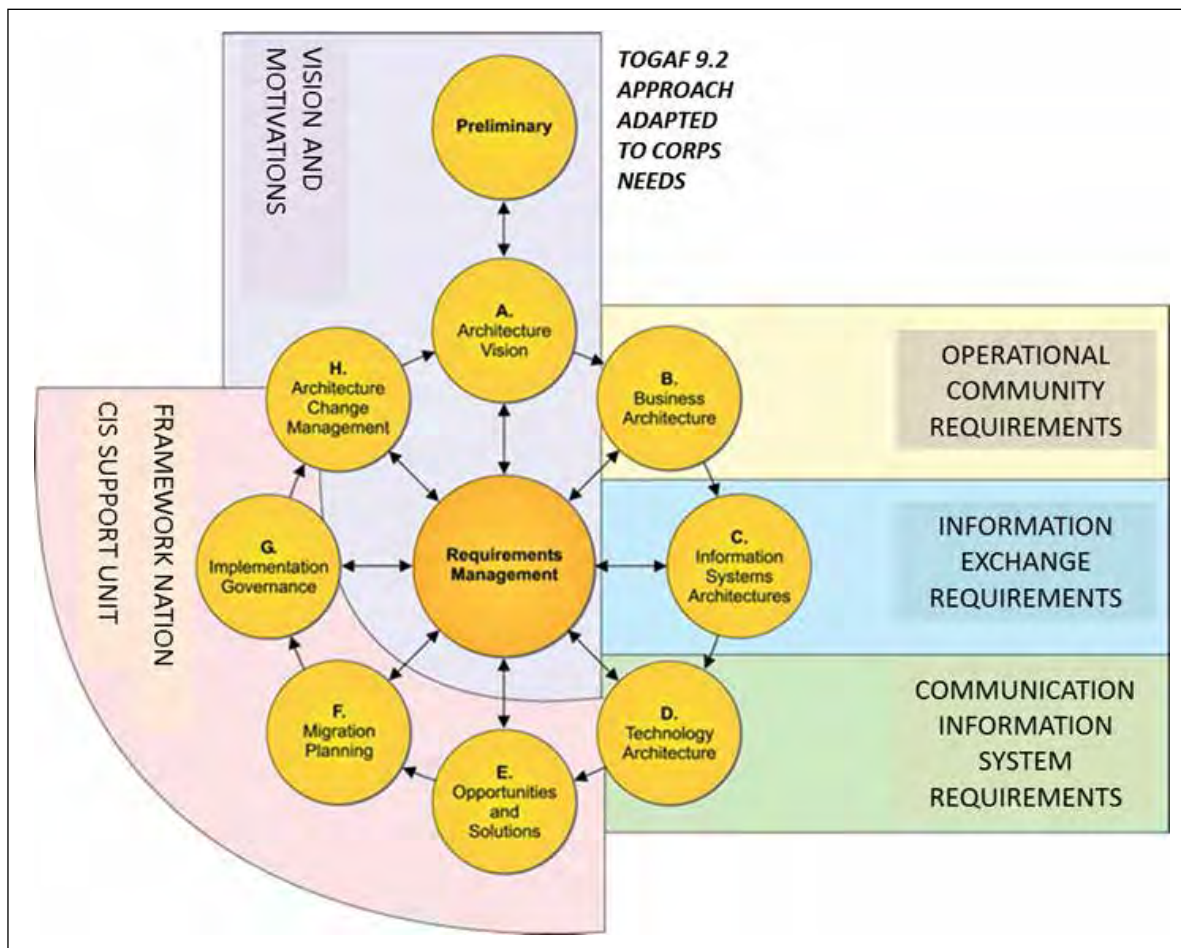 VISION AND
MOTIVATIONS
TOGAF 9.2
APPROACH
ADAPTED
TO CORPS
NEEDS
Preliminary
A.
Architecture
Vision
B.
Business
Architecture
OPERATIONAL
COMMUNITY
REQUIREMENTS
H.
Architecture
Change
Management
FRAMEWORK NATION
CIS SUPPORT UNIT
Requirements
Management
C.
Information
Systems
Architectures
INFORMATION
EXCHANGE
REQUIREMENTS
G.
Implementation
Governance
F.
Migration
Planning
E.
Opportunities
and
Solutions
D.
Technology
Architecture
COMMUNICATION
INFORMATION
SYSTEM
REQUIREMENTS